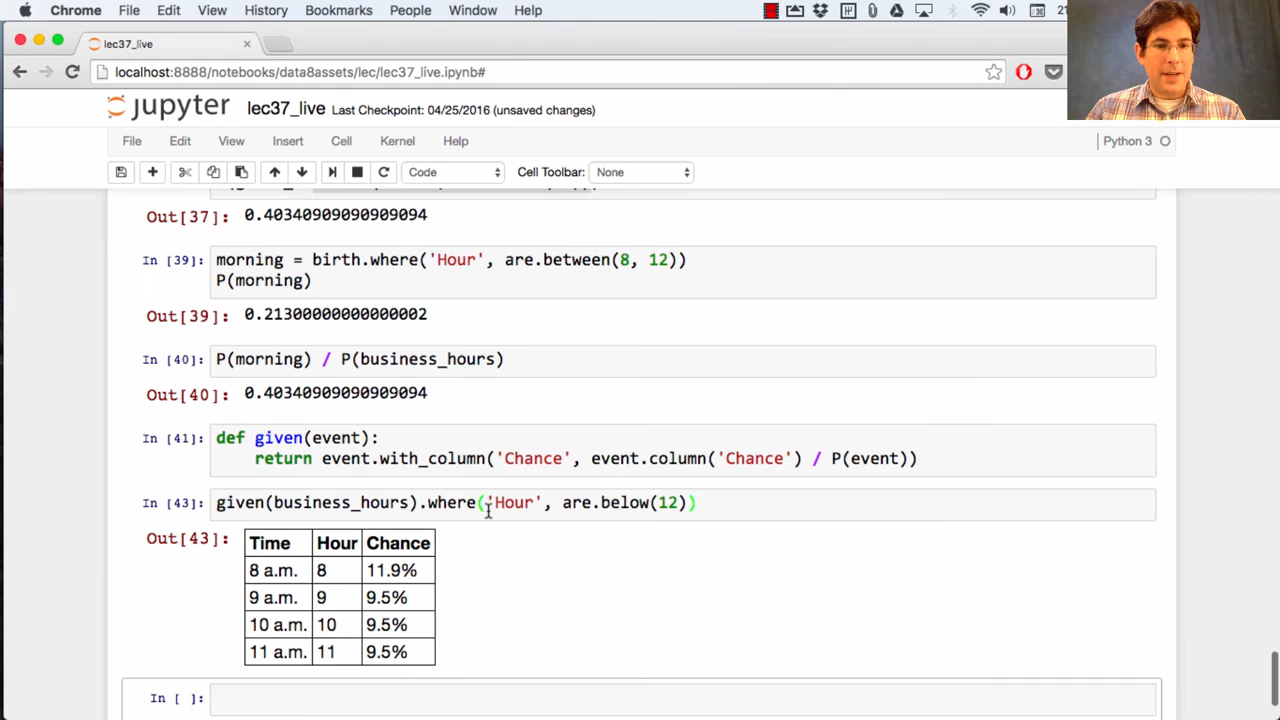 Chrome File Edit View History Bookmarks People Window Help
lec37_live
localhost:8888/notebooks/data8assets/lec/lec37_live.ipynb#
jupyter lec37_live Last Checkpoint: 04/25/2016 (unsaved changes)
File Edit View Insert Cell Kernel Help Python 3
Code Cell Toolbar: None
Out[37]: 0.40340909090909094
In [39]: morning = birth.where('Hour', are.between(8, 12))
P(morning)
Out[39]: 0.21300000000000002
In [40]: P(morning) / P(business_hours)
Out[40]: 0.40340909090909094
In [41]: def given(event):
return event.with_column('Chance', event.column('Chance') / P(event))
In [43]: given(business_hours).where('Hour', are.below(12))
Out[43]: Time Hour Chance
8 a.m. 8 11.9%
9 a.m. 9 9.5%
10 a.m. 10 9.5%
11 a.m. 11 9.5%
In [ ]: